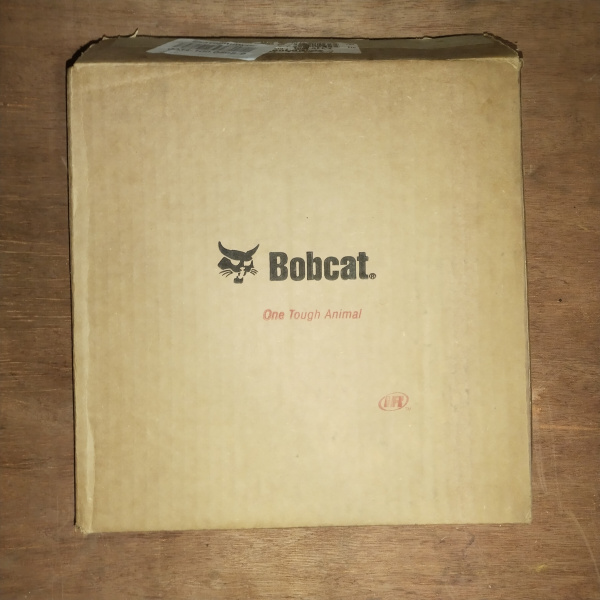 Bobcat®
One Tough Animal
IR